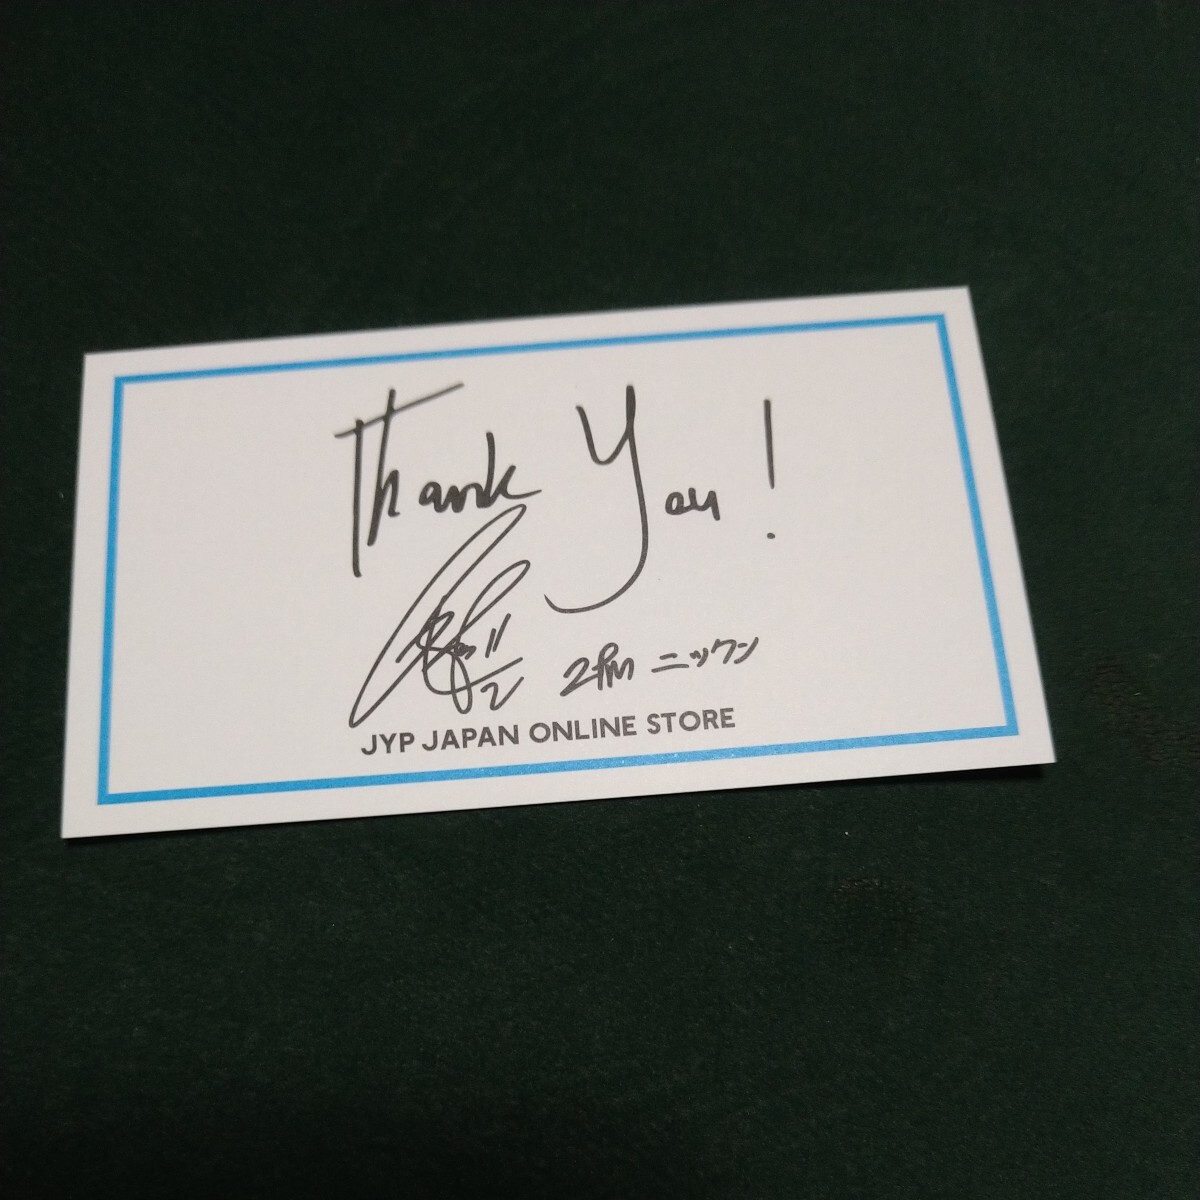 Thank You!
2PM ニックン
JYP JAPAN ONLINE STORE